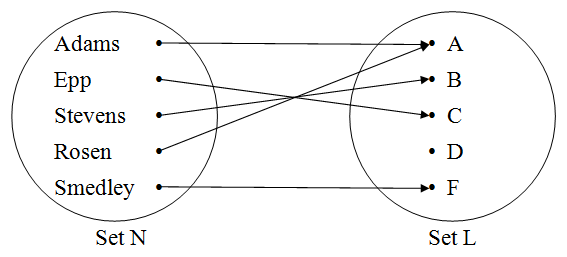 Adams A
Epp B
Stevens C
Rosen D
Smedley F
Set N Set L